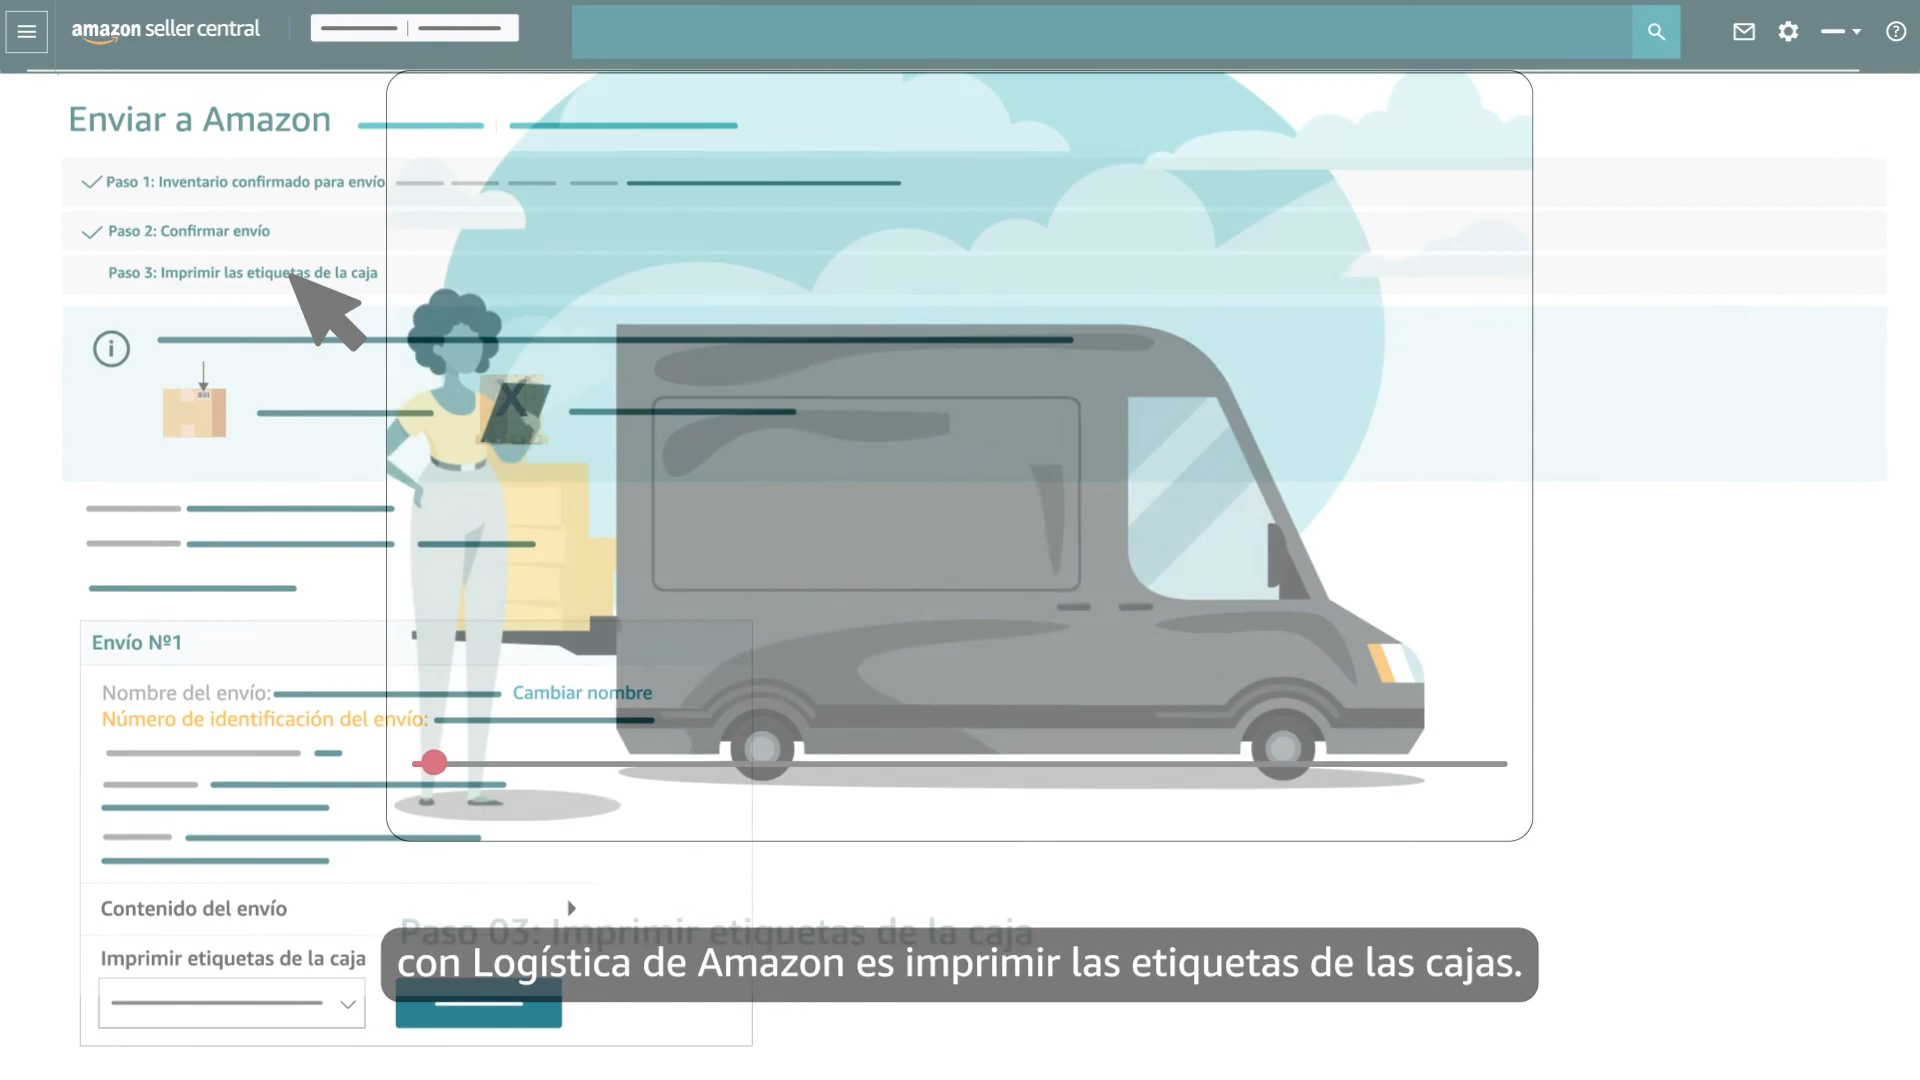 amazon seller central
Enviar a Amazon
Paso 1: Inventario confirmado para envío
Paso 2: Confirmar envío
Paso 3: Imprimir las etiquetas de la caja
X
Envío Nº1
Nombre del envío:
Cambiar nombre
Número de identificación del envío:
Contenido del envío
Paso 03: Imprimir etiquetas de la caja
Imprimir etiquetas de la caja
con Logística de Amazon es imprimir las etiquetas de las cajas.